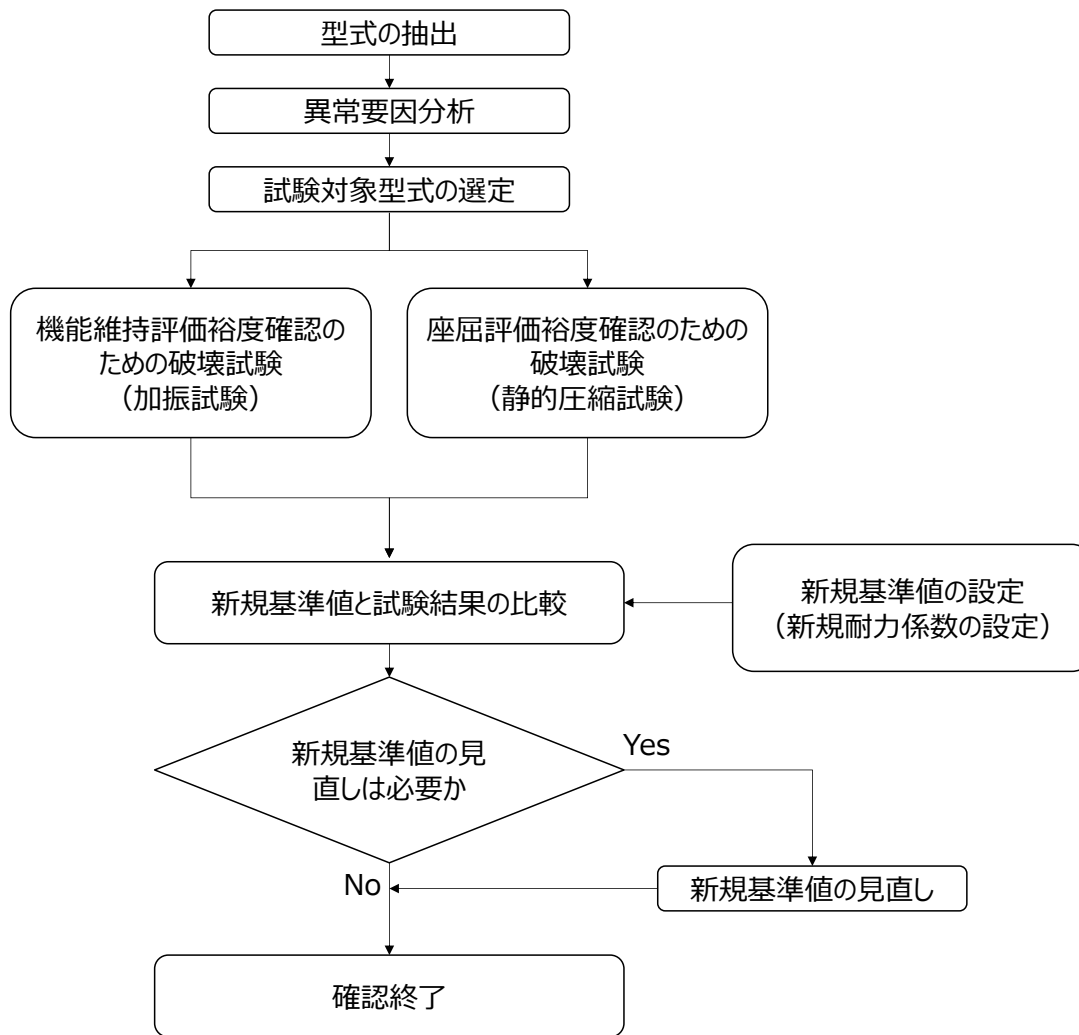 型式の抽出
異常要因分析
試験対象型式の選定
機能維持評価裕度確認の
ための破壊試験
（加振試験）
座屈評価裕度確認のための
破壊試験
（静的圧縮試験）
新規基準値と試験結果の比較
新規基準値の設定
（新規耐力係数の設定）
新規基準値の見
直しは必要か
Yes
No
新規基準値の見直し
確認終了